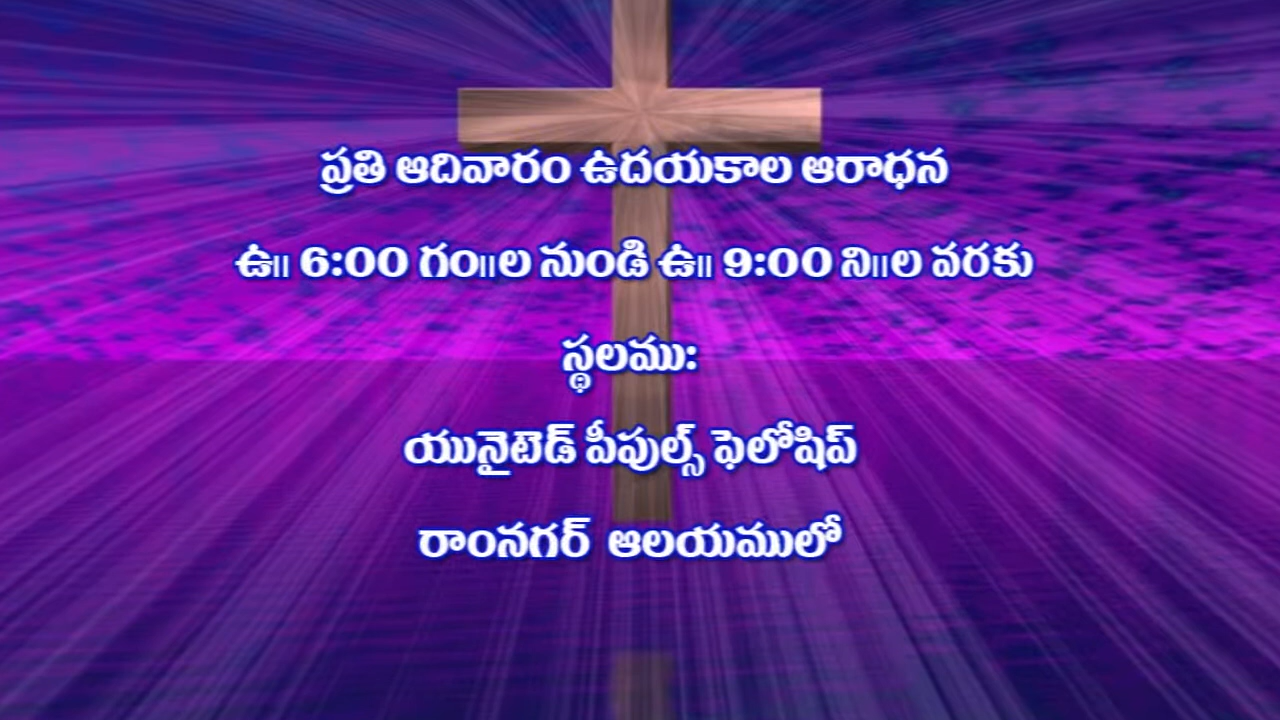 ప్రతి ఆదివారం ఉదయకాల ఆరాధన
ఉ॥ 6:00 గం॥ల నుండి ఉ॥ 9:00 ని॥ల వరకు
స్థలము:
యునైటెడ్ పీపుల్స్ ఫెలోషిప్
రాంనగర్ ఆలయములో